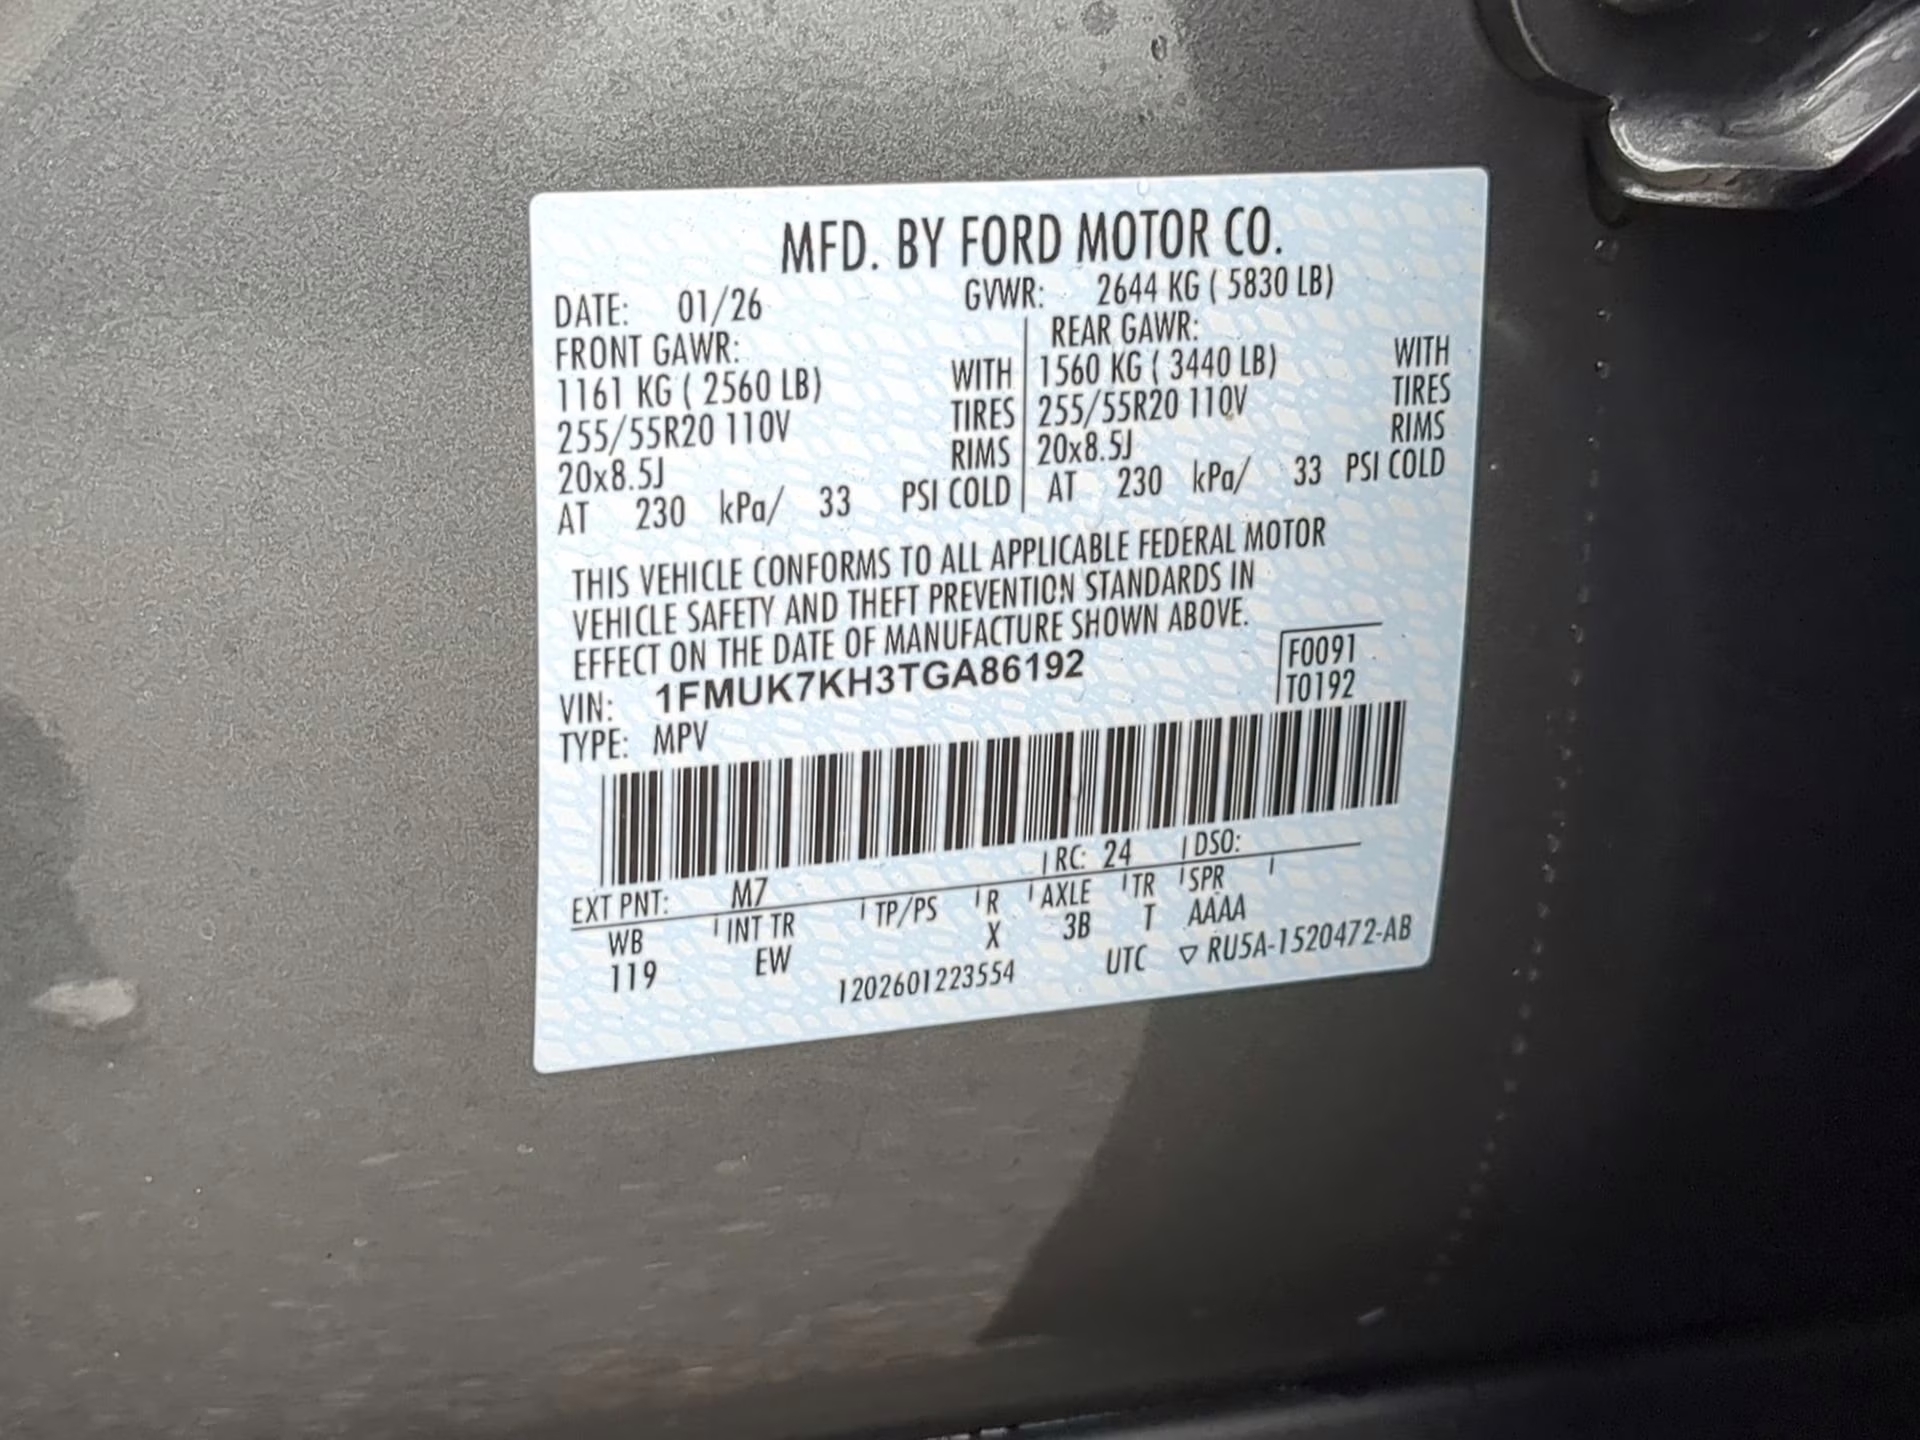 MFD. BY FORD MOTOR CO.
DATE: 01/26 GVWR: 2644 KG ( 5830 LB)
FRONT GAWR: REAR GAWR:
1161 KG ( 2560 LB) WITH 1560 KG ( 3440 LB) WITH
255/55R20 110V TIRES 255/55R20 110V TIRES
20x8.5J RIMS 20x8.5J RIMS
AT 230 kPa/ 33 PSI COLD AT 230 kPa/ 33 PSI COLD
THIS VEHICLE CONFORMS TO ALL APPLICABLE FEDERAL MOTOR
VEHICLE SAFETY AND THEFT PREVENTION STANDARDS IN
EFFECT ON THE DATE OF MANUFACTURE SHOWN ABOVE.
VIN: 1FMUK7KH3TGA86192 F0091
TYPE: MPV T0192
EXT PNT: M7 RC: 24 DSO:
WB INT TR TP/PS R AXLE TR SPR
119 EW X 3B T AAAA
1202601223554 UTC ▽ RU5A-1520472-AB